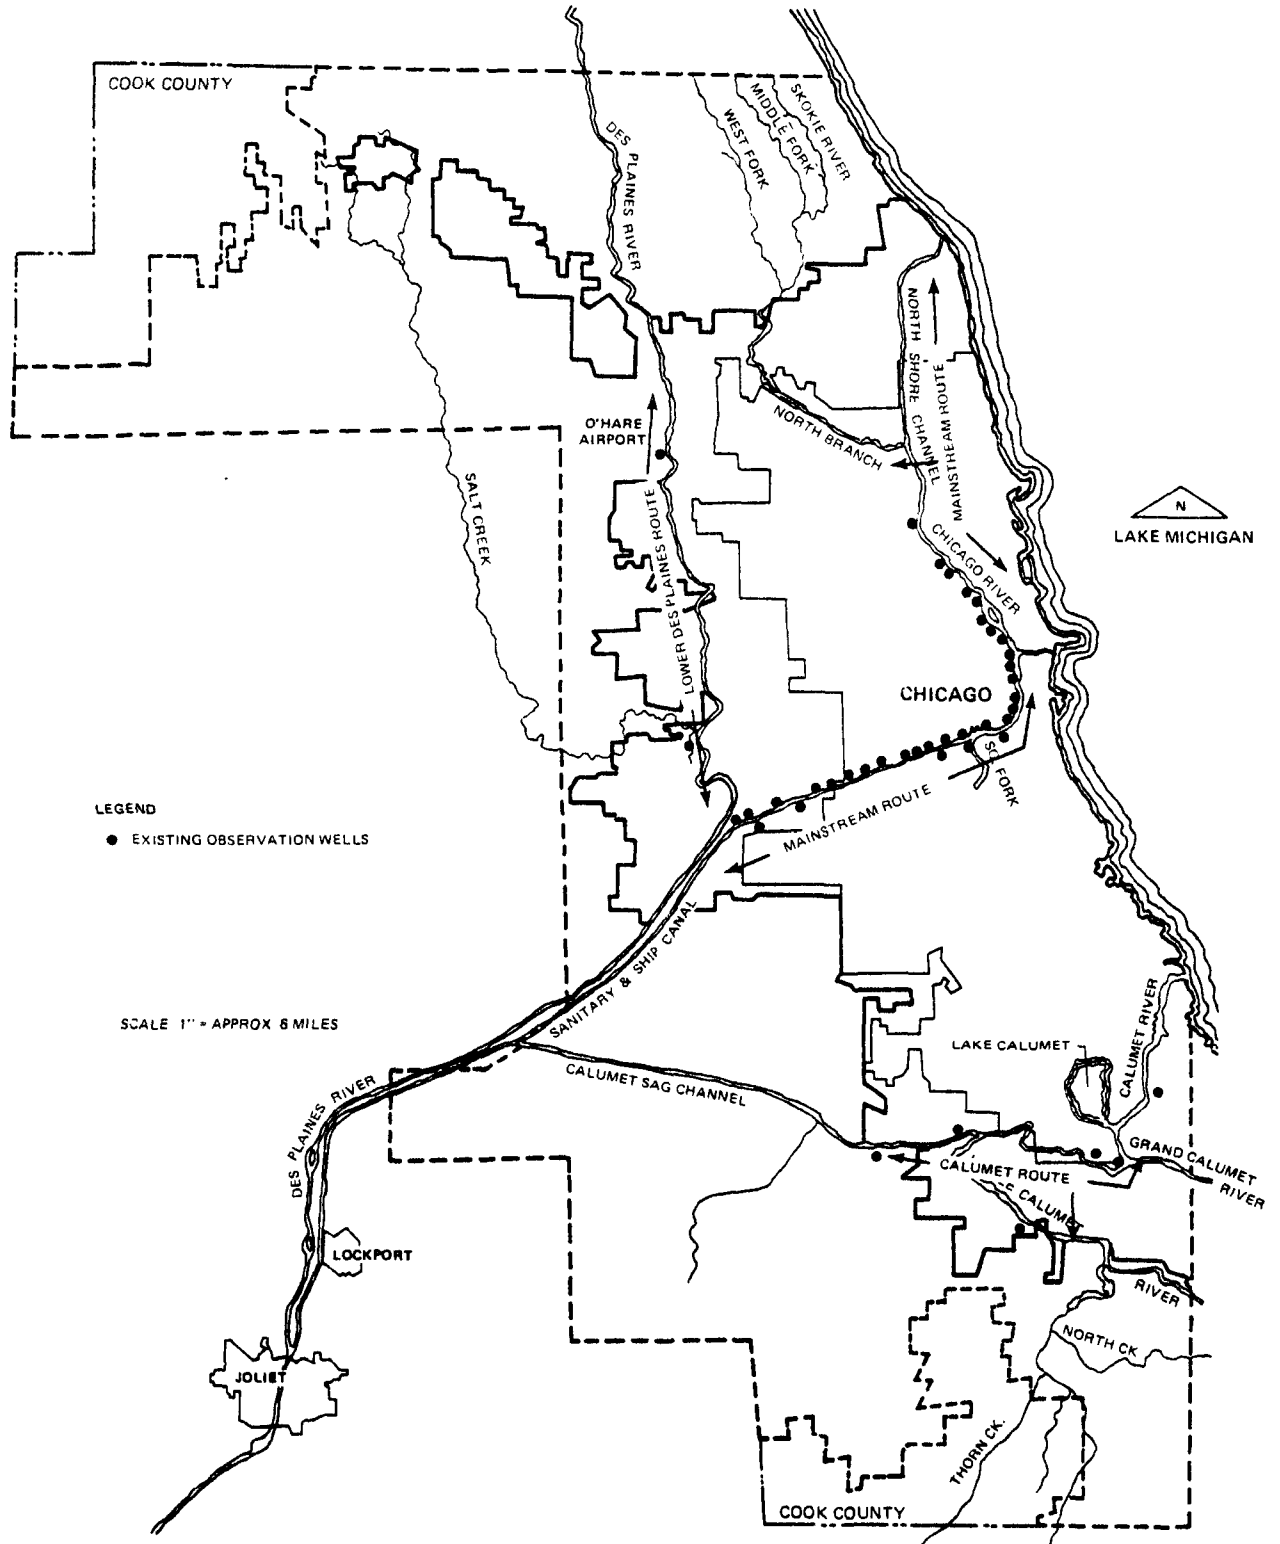 COOK COUNTY
DES PLAINES RIVER
WEST FORK
MIDDLE FORK
SKOKIE RIVER
NORTH SHORE CHANNEL
MAINSTREAM ROUTE
O'HARE
AIRPORT
NORTH BRANCH
SALT CREEK
LOWER DES PLAINES ROUTE
CHICAGO RIVER
N
LAKE MICHIGAN
CHICAGO
SO. FORK
MAINSTREAM ROUTE
LEGEND
EXISTING OBSERVATION WELLS
SANITARY & SHIP CANAL
SCALE 1" = APPROX 8 MILES
CALUMET RIVER
LAKE CALUMET
CALUMET SAG CHANNEL
DES PLAINES RIVER
GRAND CALUMET
RIVER
CALUMET ROUTE
CALUMET
RIVER
LOCKPORT
NORTH CK
JOLIET
THORN CK.
COOK COUNTY